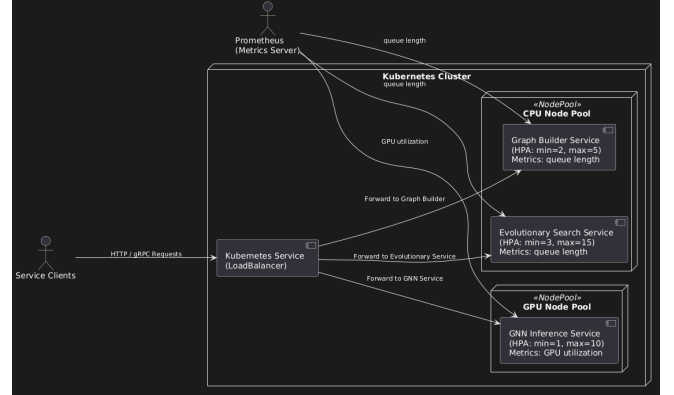 Prometheus
(Metrics Server)
queue length
Kubernetes Cluster
queue length
«NodePool»
CPU Node Pool
Graph Builder Service
(HPA: min=2, max=5)
Metrics: queue length
GPU utilization
Forward to Graph Builder
Evolutionary Search Service
(HPA: min=3, max=15)
Metrics: queue length
Service Clients
HTTP / gRPC Requests
Kubernetes Service
(LoadBalancer)
Forward to Evolutionary Service
Forward to GNN Service
«NodePool»
GPU Node Pool
GNN Inference Service
(HPA: min=1, max=10)
Metrics: GPU utilization